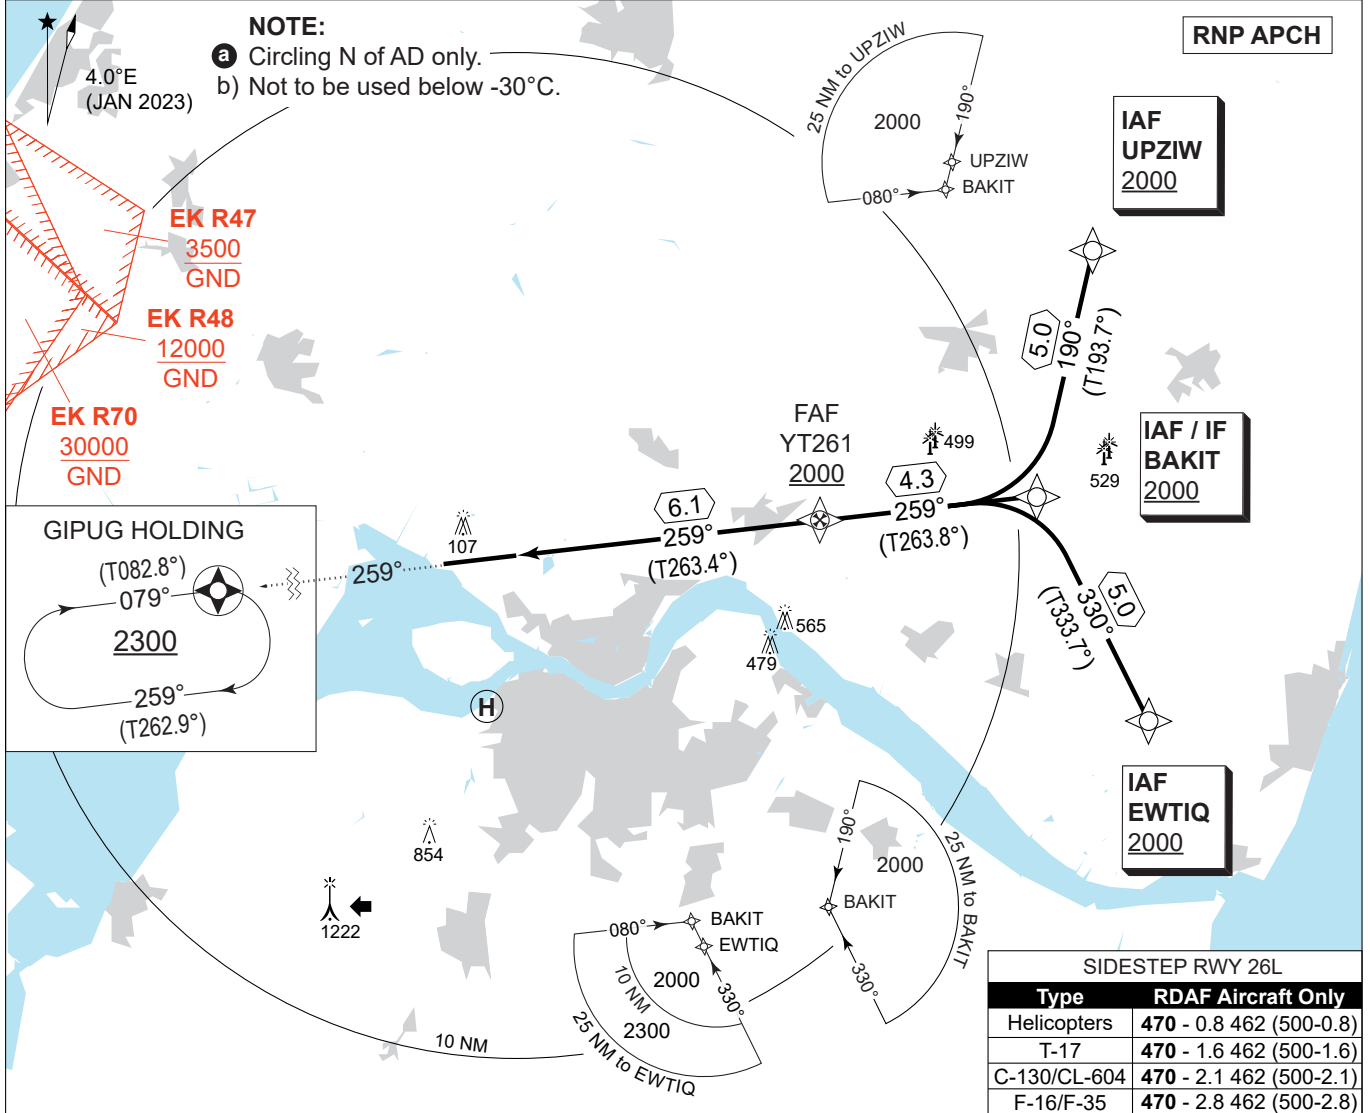 NOTE:
a Circling N of AD only.
b) Not to be used below -30°C.
4.0°E
(JAN 2023)
RNP APCH
25 NM to UPZIW
2000
190°
UPZIW
BAKIT
080°
IAF
UPZIW
2000
EK R47
3500
GND
EK R48
12000
GND
EK R70
30000
GND
5.0
190°
(T193.7°)
FAF
YT261
2000
499
529
IAF / IF
BAKIT
2000
4.3
259°
(T263.8°)
6.1
259°
(T263.4°)
107
259°
GIPUG HOLDING
(T082.8°)
079°
2300
259°
(T262.9°)
5.0
330°
(T333.7°)
565
479
H
IAF
EWTIQ
2000
854
1222
190°
2000
BAKIT
330°
25 NM to BAKIT
080°
BAKIT
EWTIQ
2000
10 NM
330°
2300
25 NM to EWTIQ
10 NM
SIDESTEP RWY 26L
Type RDAF Aircraft Only
Helicopters 470 - 0.8 462 (500-0.8)
T-17 470 - 1.6 462 (500-1.6)
C-130/CL-604 470 - 2.1 462 (500-2.1)
F-16/F-35 470 - 2.8 462 (500-2.8)